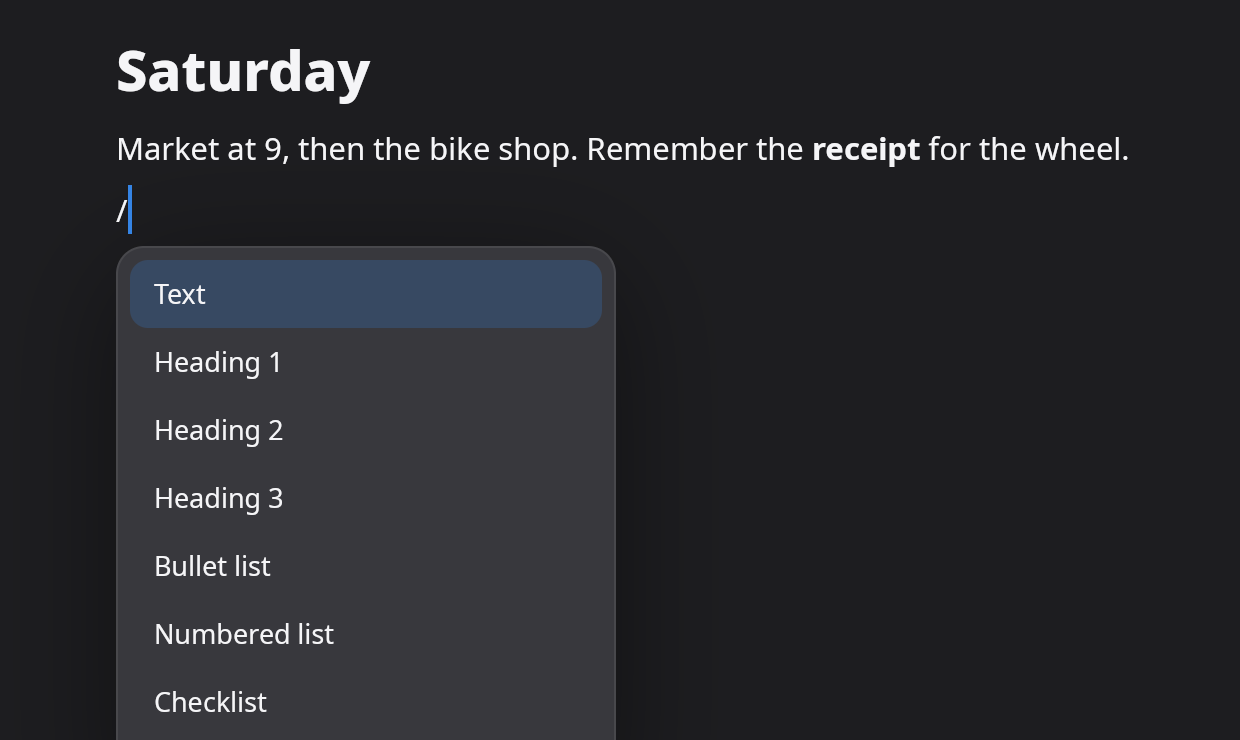 Saturday
Market at 9, then the bike shop. Remember the receipt for the wheel.
/
Text
Heading 1
Heading 2
Heading 3
Bullet list
Numbered list
Checklist